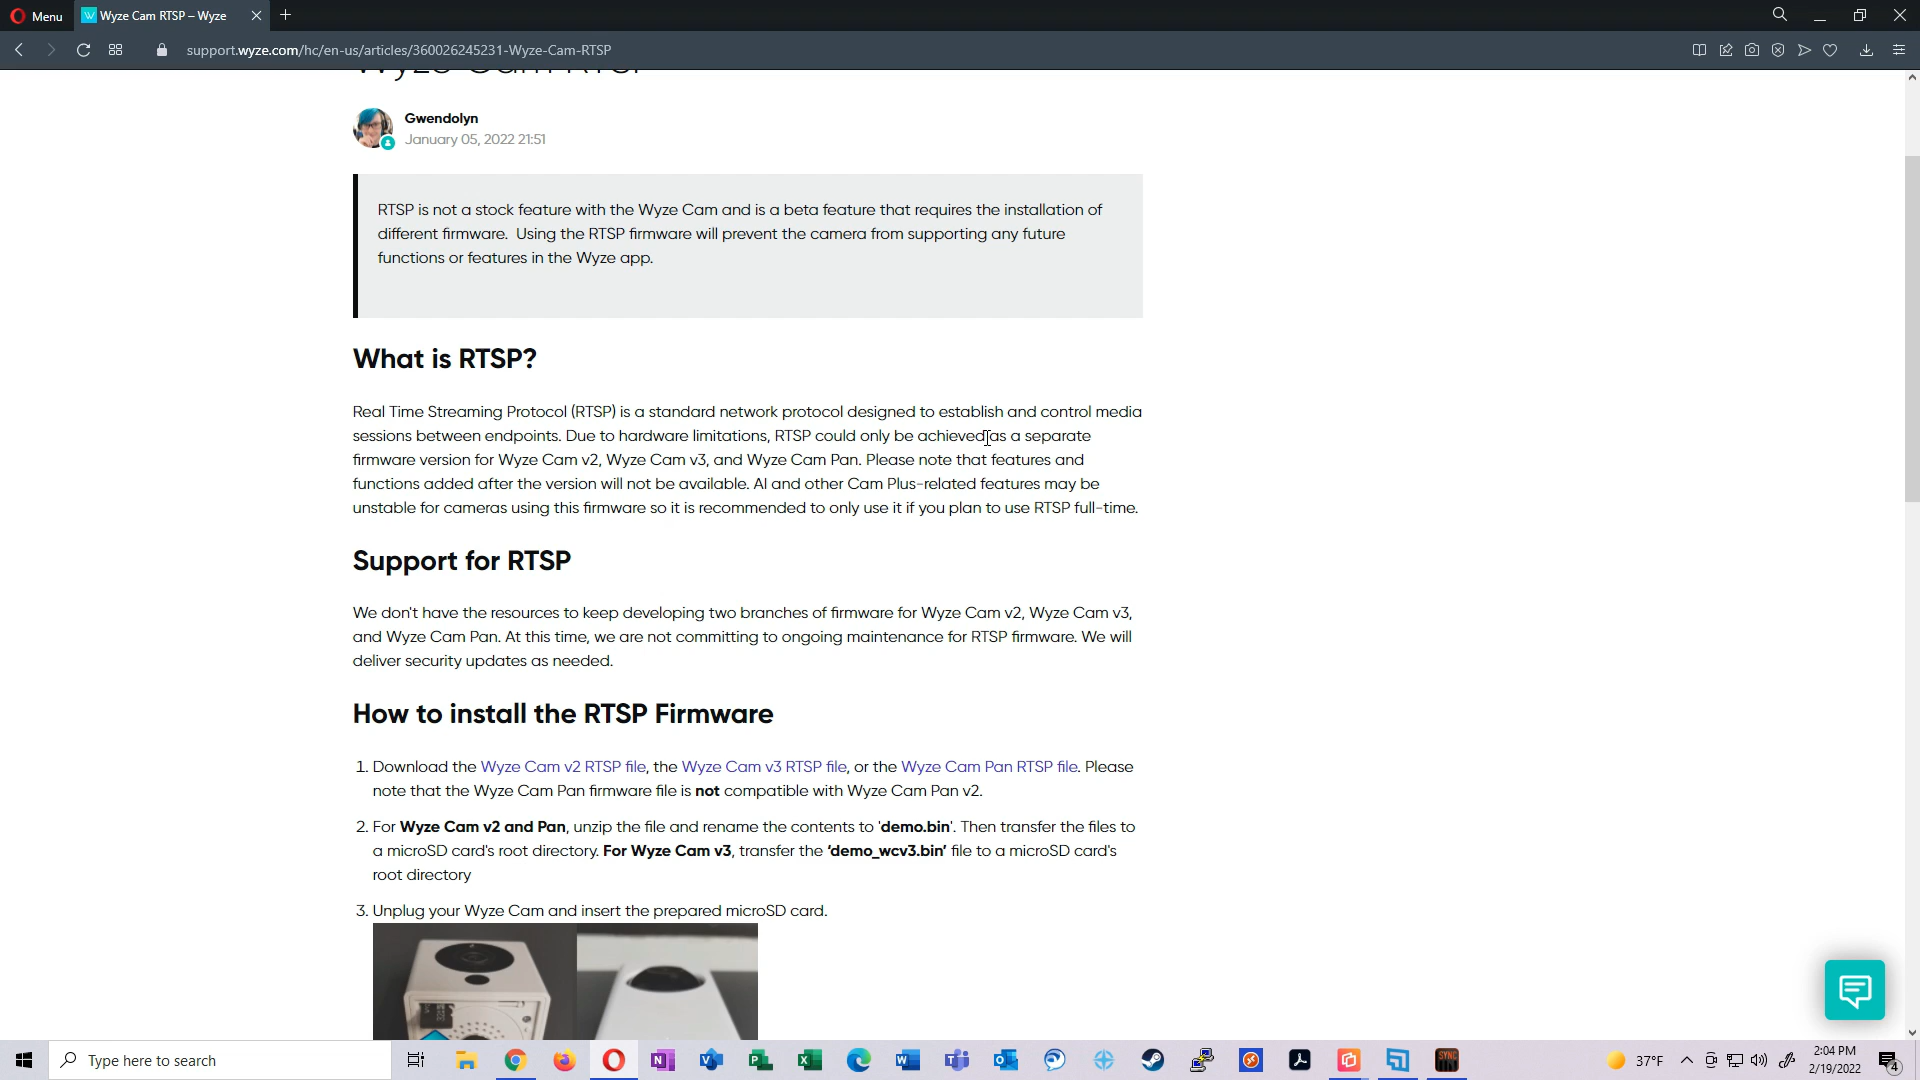 Menu
Wyze Cam RTSP – Wyze
support.wyze.com/hc/en-us/articles/360026245231-Wyze-Cam-RTSP
Wyze Cam RTSP
Gwendolyn
January 05, 2022 21:51
RTSP is not a stock feature with the Wyze Cam and is a beta feature that requires the installation of
different firmware. Using the RTSP firmware will prevent the camera from supporting any future
functions or features in the Wyze app.
What is RTSP?
Real Time Streaming Protocol (RTSP) is a standard network protocol designed to establish and control media
sessions between endpoints. Due to hardware limitations, RTSP could only be achieved as a separate
firmware version for Wyze Cam v2, Wyze Cam v3, and Wyze Cam Pan. Please note that features and
functions added after the version will not be available. AI and other Cam Plus-related features may be
unstable for cameras using this firmware so it is recommended to only use it if you plan to use RTSP full-time.
Support for RTSP
We don't have the resources to keep developing two branches of firmware for Wyze Cam v2, Wyze Cam v3,
and Wyze Cam Pan. At this time, we are not committing to ongoing maintenance for RTSP firmware. We will
deliver security updates as needed.
How to install the RTSP Firmware
1. Download the Wyze Cam v2 RTSP file, the Wyze Cam v3 RTSP file, or the Wyze Cam Pan RTSP file. Please
note that the Wyze Cam Pan firmware file is not compatible with Wyze Cam Pan v2.
2. For Wyze Cam v2 and Pan, unzip the file and rename the contents to 'demo.bin'. Then transfer the files to
a microSD card's root directory. For Wyze Cam v3, transfer the ‘demo_wcv3.bin’ file to a microSD card's
root directory
3. Unplug your Wyze Cam and insert the prepared microSD card.
Type here to search
37°F
2:04 PM
2/19/2022
4
SYNC